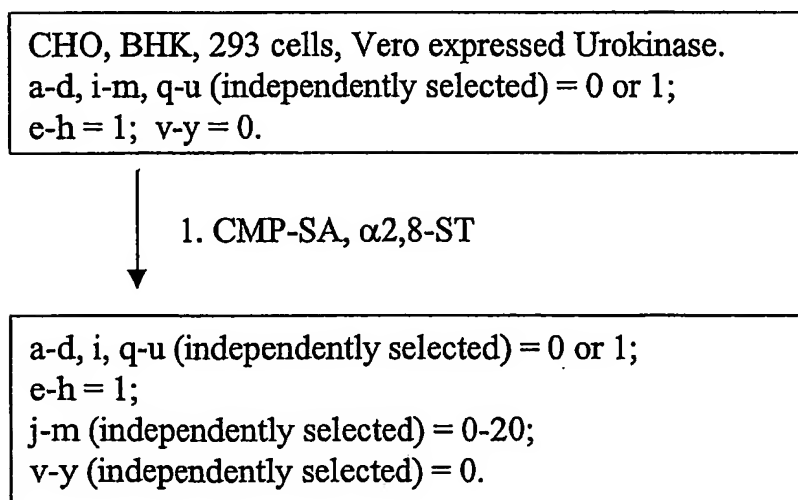 CHO, BHK, 293 cells, Vero expressed Urokinase.
a-d, i-m, q-u (independently selected) = 0 or 1;
e-h = 1; v-y = 0.
1. CMP-SA, α2,8-ST
a-d, i, q-u (independently selected) = 0 or 1;
e-h = 1;
j-m (independently selected) = 0-20;
v-y (independently selected) = 0.